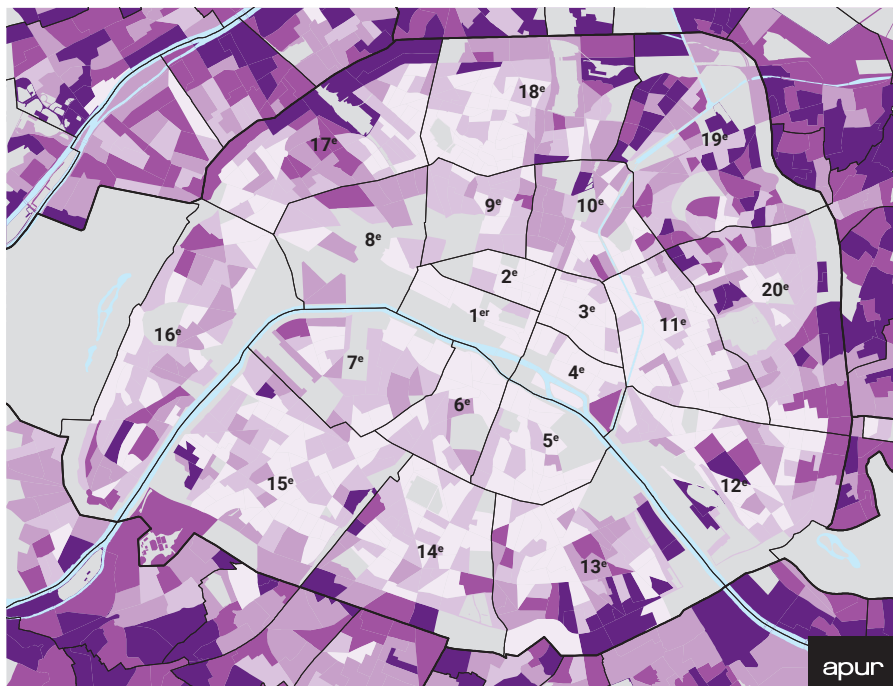 18ᵉ
17ᵉ
19ᵉ
9ᵉ
10ᵉ
8ᵉ
2ᵉ
20ᵉ
1ᵉʳ
3ᵉ
11ᵉ
16ᵉ
7ᵉ
4ᵉ
6ᵉ
5ᵉ
15ᵉ
12ᵉ
14ᵉ
13ᵉ
apur